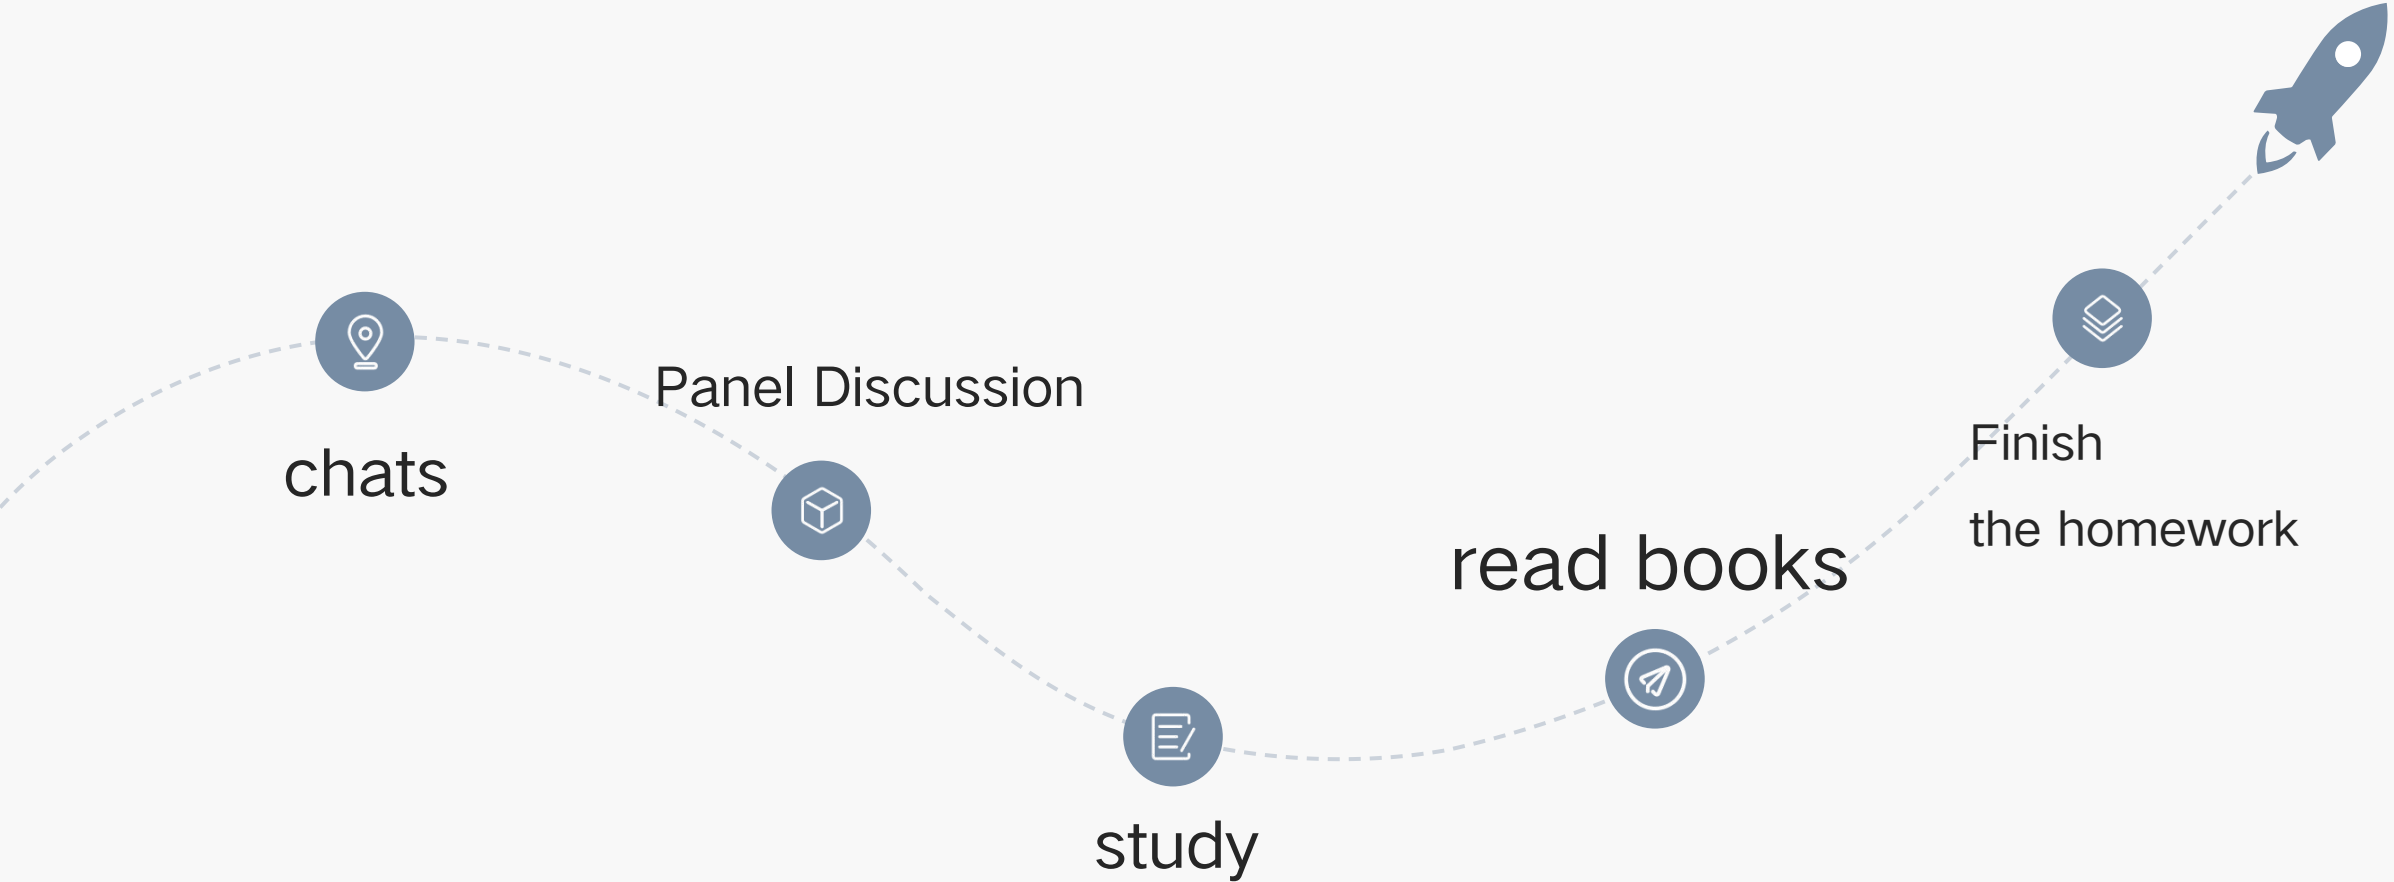 chats
Panel Discussion
study
read books
Finish
the homework